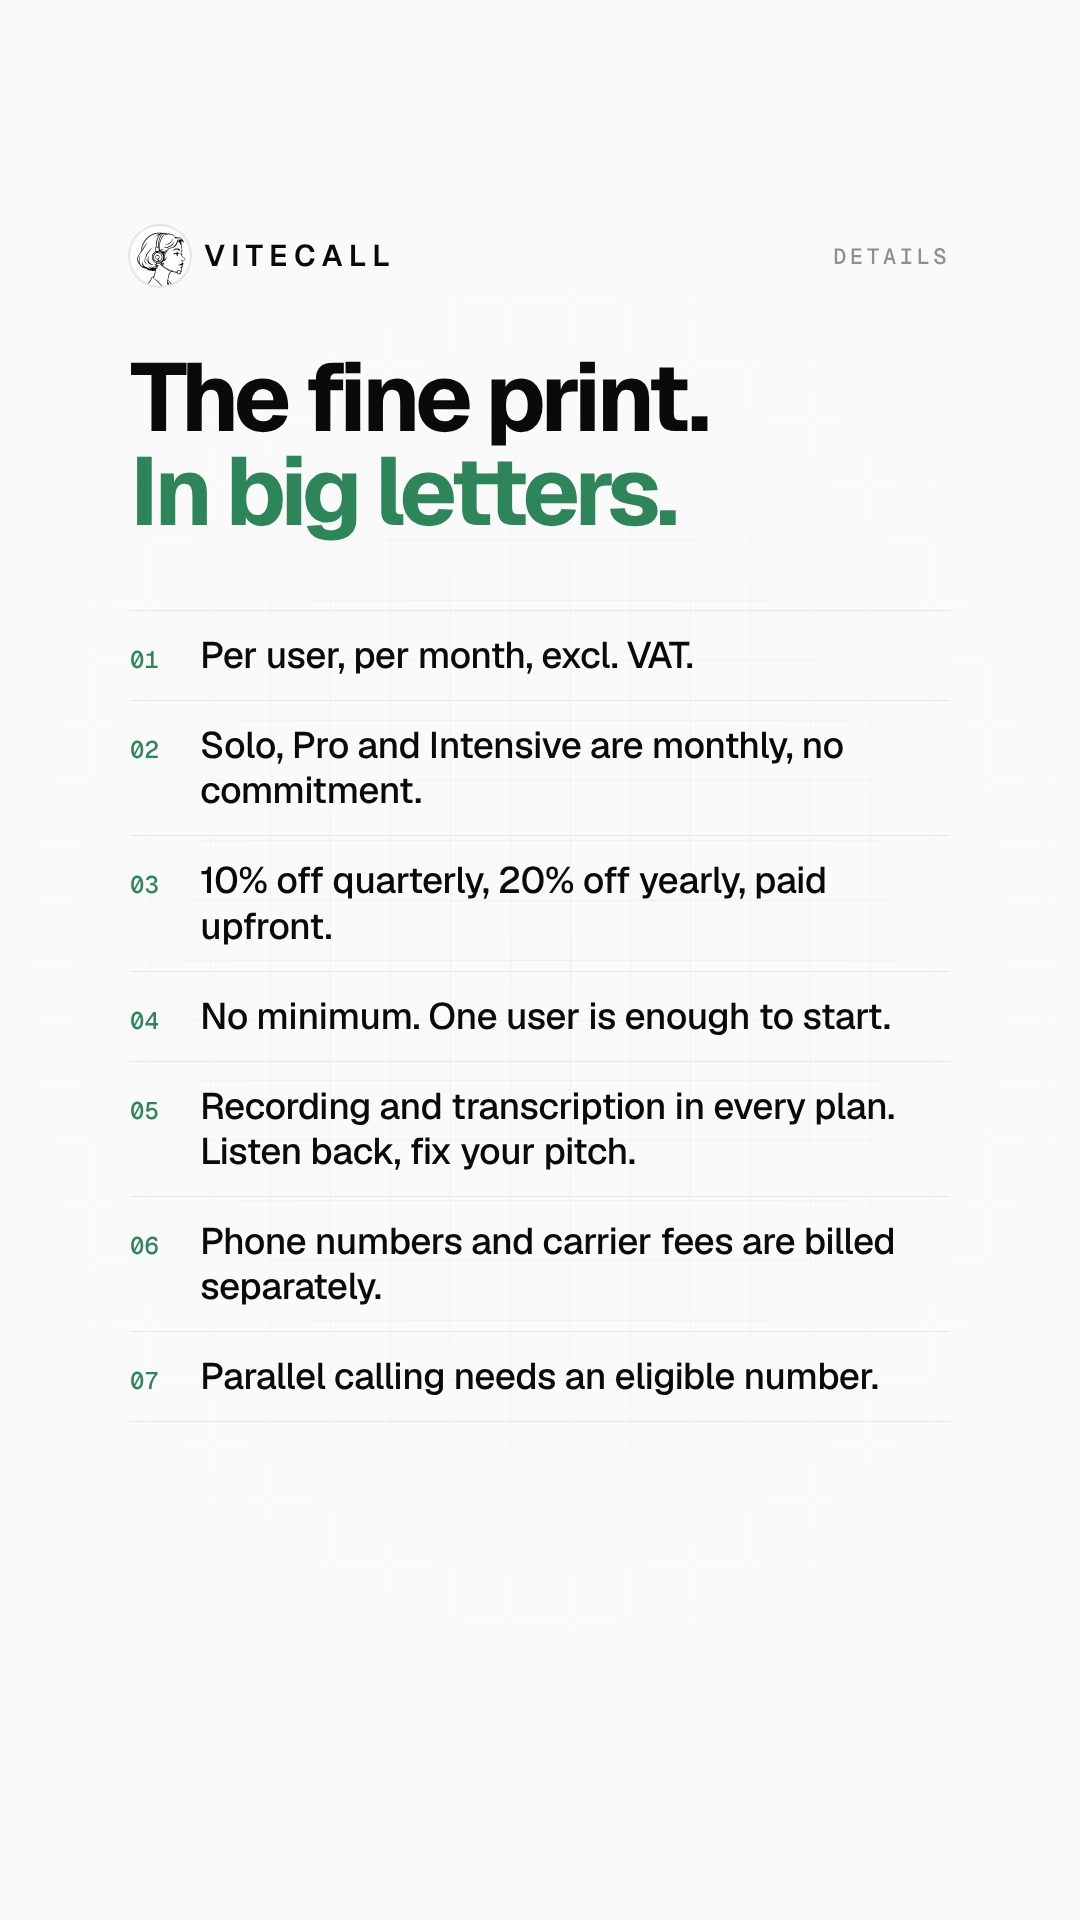 VITECALL
DETAILS
The fine print.
In big letters.
01 Per user, per month, excl. VAT.
02 Solo, Pro and Intensive are monthly, no
commitment.
03 10% off quarterly, 20% off yearly, paid
upfront.
04 No minimum. One user is enough to start.
05 Recording and transcription in every plan.
Listen back, fix your pitch.
06 Phone numbers and carrier fees are billed
separately.
07 Parallel calling needs an eligible number.